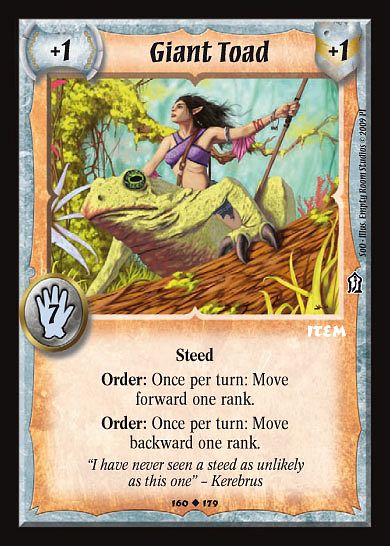 +1
Giant Toad
+1
SOO • Illus. Empty Room Studios © 2009 PI
7
ITEM
Steed
Order: Once per turn: Move
forward one rank.
Order: Once per turn: Move
backward one rank.
“I have never seen a steed as unlikely
as this one” – Kerebrus
160 ◆ 179